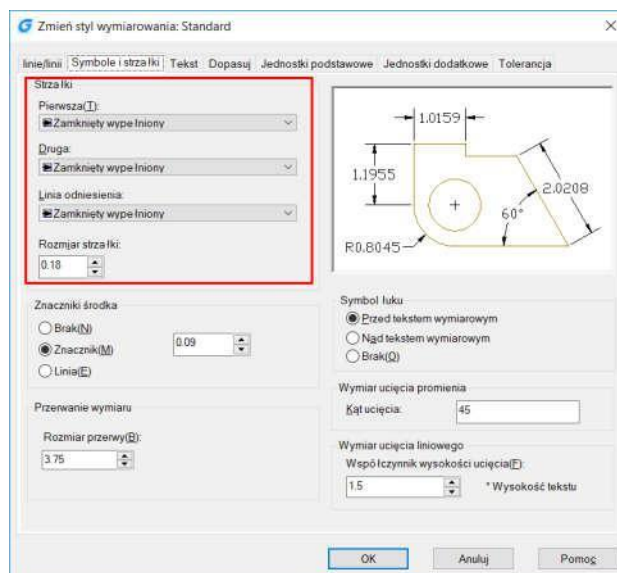 Zmień styl wymiarowania: Standard
linie/linii Symbole i strzałki Tekst Dopasuj Jednostki podstawowe Jednostki dodatkowe Tolerancja
Strzałki
Pierwsza(T):
Zamknięty wypełniony
Druga:
Zamknięty wypełniony
Linia odniesienia:
Zamknięty wypełniony
Rozmiar strzałki:
0.18
1.0159
1.1955
2.0208
60°
R0.8045
Znaczniki środka
Brak(N)
Znacznik(M)
Linia(E)
0.09
Symbol łuku
Przed tekstem wymiarowym
Nad tekstem wymiarowym
Brak(O)
Przerwanie wymiaru
Rozmiar przerwy(B):
3.75
Wymiar ucięcia promienia
Kąt ucięcia:
45
Wymiar ucięcia liniowego
Współczynnik wysokości ucięcia(F):
1.5
* Wysokość tekstu
OK
Anuluj
Pomoc